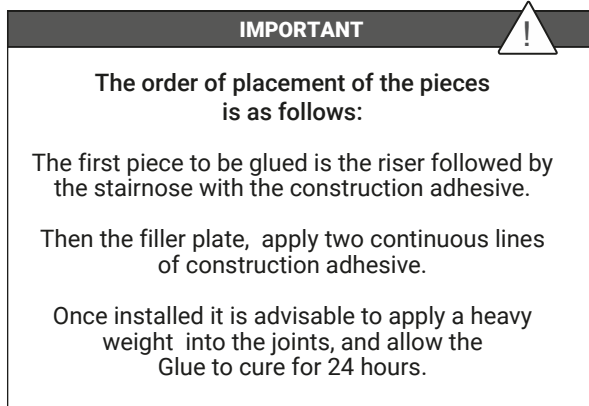 IMPORTANT
!
The order of placement of the pieces
is as follows:
The first piece to be glued is the riser followed by
the stairnose with the construction adhesive.
Then the filler plate,  apply two continuous lines
of construction adhesive.
Once installed it is advisable to apply a heavy
weight  into the joints, and allow the
Glue to cure for 24 hours.